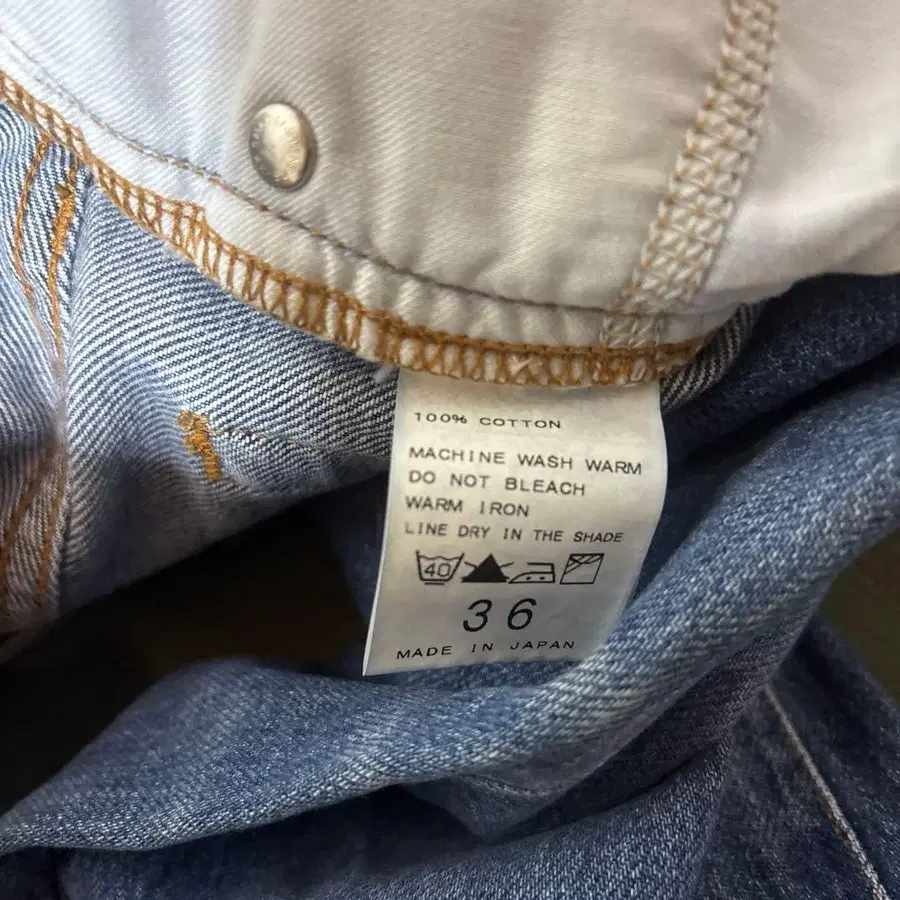 100% COTTON
MACHINE WASH WARM
DO NOT BLEACH
WARM IRON
LINE DRY IN THE SHADE
40
36
MADE IN JAPAN